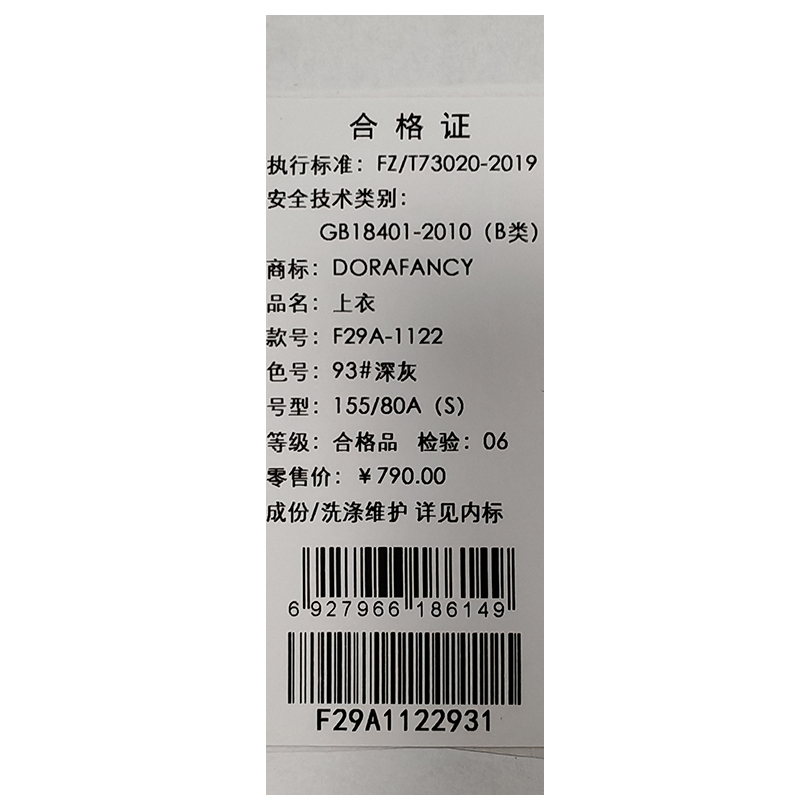 合格证
执行标准：FZ/T73020-2019
安全技术类别：
GB18401-2010（B类）
商标：DORAFANCY
品名：上衣
款号：F29A-1122
色号：93#深灰
号型：155/80A（S）
等级：合格品 检验：06
零售价：￥790.00
成份/洗涤维护 详见内标
6 927966 186149
F29A1122931